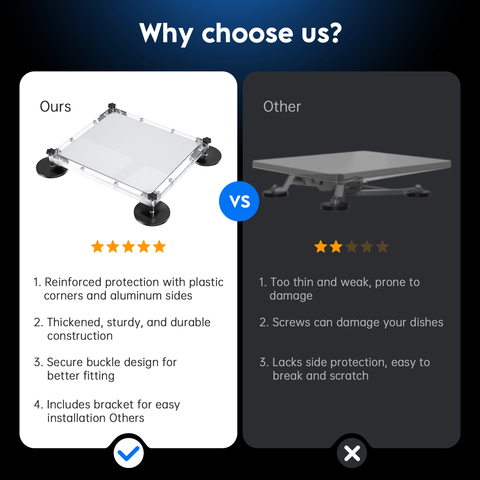 Why choose us?
Ours
Other
VS
1. Reinforced protection with plastic
corners and aluminum sides
2. Thickened, sturdy, and durable
construction
3. Secure buckle design for
better fitting
4. Includes bracket for easy
installation Others
1. Too thin and weak, prone to
damage
2. Screws can damage your dishes
3. Lacks side protection, easy to
break and scratch